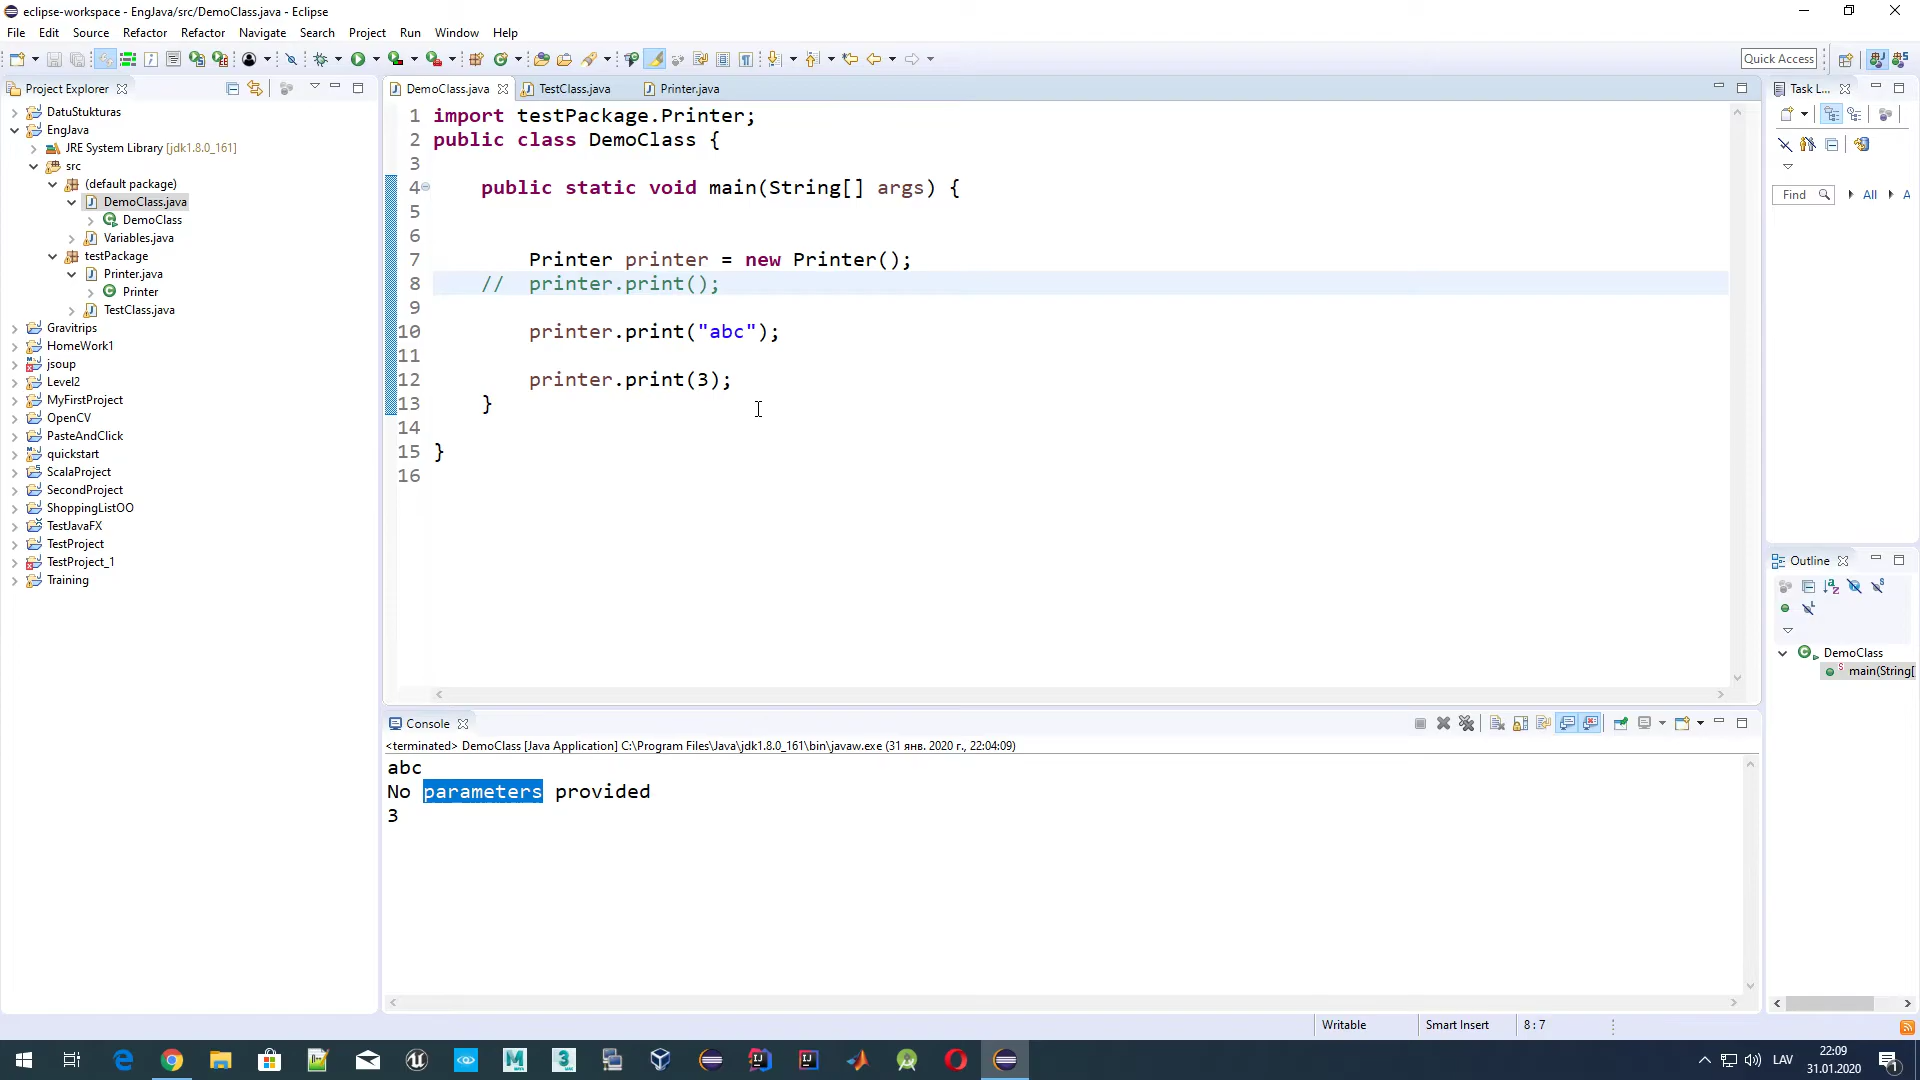 eclipse-workspace - EngJava/src/DemoClass.java - Eclipse
File Edit Source Refactor Refactor Navigate Search Project Run Window Help
Quick Access
Project Explorer
DatuStukturas
EngJava
JRE System Library [jdk1.8.0_161]
src
(default package)
DemoClass.java
DemoClass
Variables.java
testPackage
Printer.java
Printer
TestClass.java
Gravitrips
HomeWork1
jsoup
Level2
MyFirstProject
OpenCV
PasteAndClick
quickstart
ScalaProject
SecondProject
ShoppingListOO
TestJavaFX
TestProject
TestProject_1
Training
DemoClass.java TestClass.java Printer.java
1 import testPackage.Printer;
2 public class DemoClass {
3
4 public static void main(String[] args) {
5
6
7 Printer printer = new Printer();
8 // printer.print();
9
10 printer.print("abc");
11
12 printer.print(3);
13 }
14
15 }
16
Task L...
Find All A
Outline
DemoClass
main(String[
Console
<terminated> DemoClass [Java Application] C:\Program Files\Java\jdk1.8.0_161\bin\javaw.exe (31 янв. 2020 г., 22:04:09)
abc
No parameters provided
3
Writable Smart Insert 8 : 7
LAV
22:09
31.01.2020